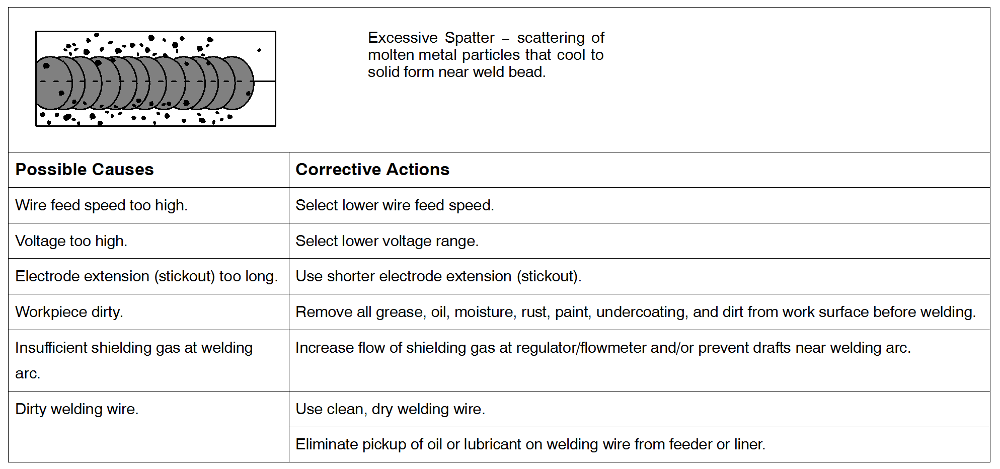 Excessive Spatter – scattering of
molten metal particles that cool to
solid form near weld bead.
Possible Causes
Corrective Actions
Wire feed speed too high.
Select lower wire feed speed.
Voltage too high.
Select lower voltage range.
Electrode extension (stickout) too long.
Use shorter electrode extension (stickout).
Workpiece dirty.
Remove all grease, oil, moisture, rust, paint, undercoating, and dirt from work surface before welding.
Insufficient shielding gas at welding
arc.
Increase flow of shielding gas at regulator/flowmeter and/or prevent drafts near welding arc.
Dirty welding wire.
Use clean, dry welding wire.
Eliminate pickup of oil or lubricant on welding wire from feeder or liner.